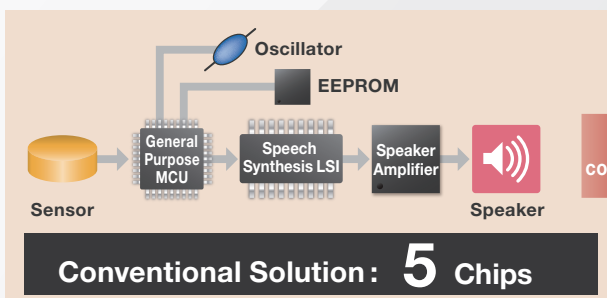 Oscillator
EEPROM
General
Purpose
MCU
Speech
Synthesis LSI
Speaker
Amplifier
Sensor
Speaker
Conventional Solution: 5 Chips